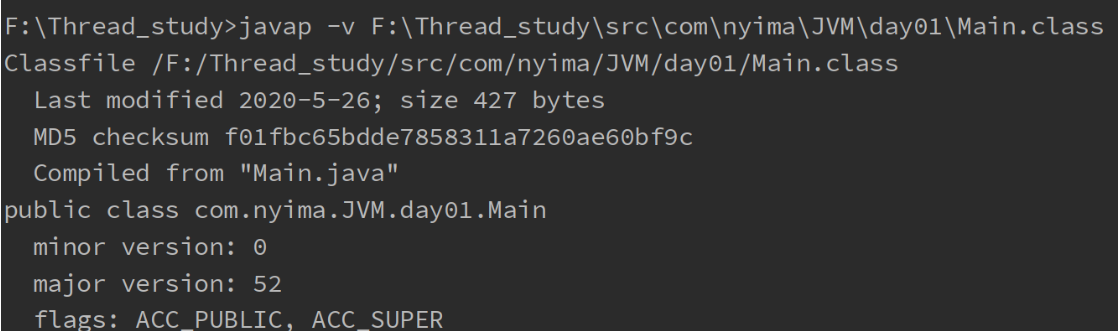 F:\Thread_study>javap -v F:\Thread_study\src\com\nyima\JVM\day01\Main.class
Classfile /F:/Thread_study/src/com/nyima/JVM/day01/Main.class
  Last modified 2020-5-26; size 427 bytes
  MD5 checksum f01fbc65bdde7858311a7260ae60bf9c
  Compiled from "Main.java"
public class com.nyima.JVM.day01.Main
  minor version: 0
  major version: 52
  flags: ACC_PUBLIC, ACC_SUPER